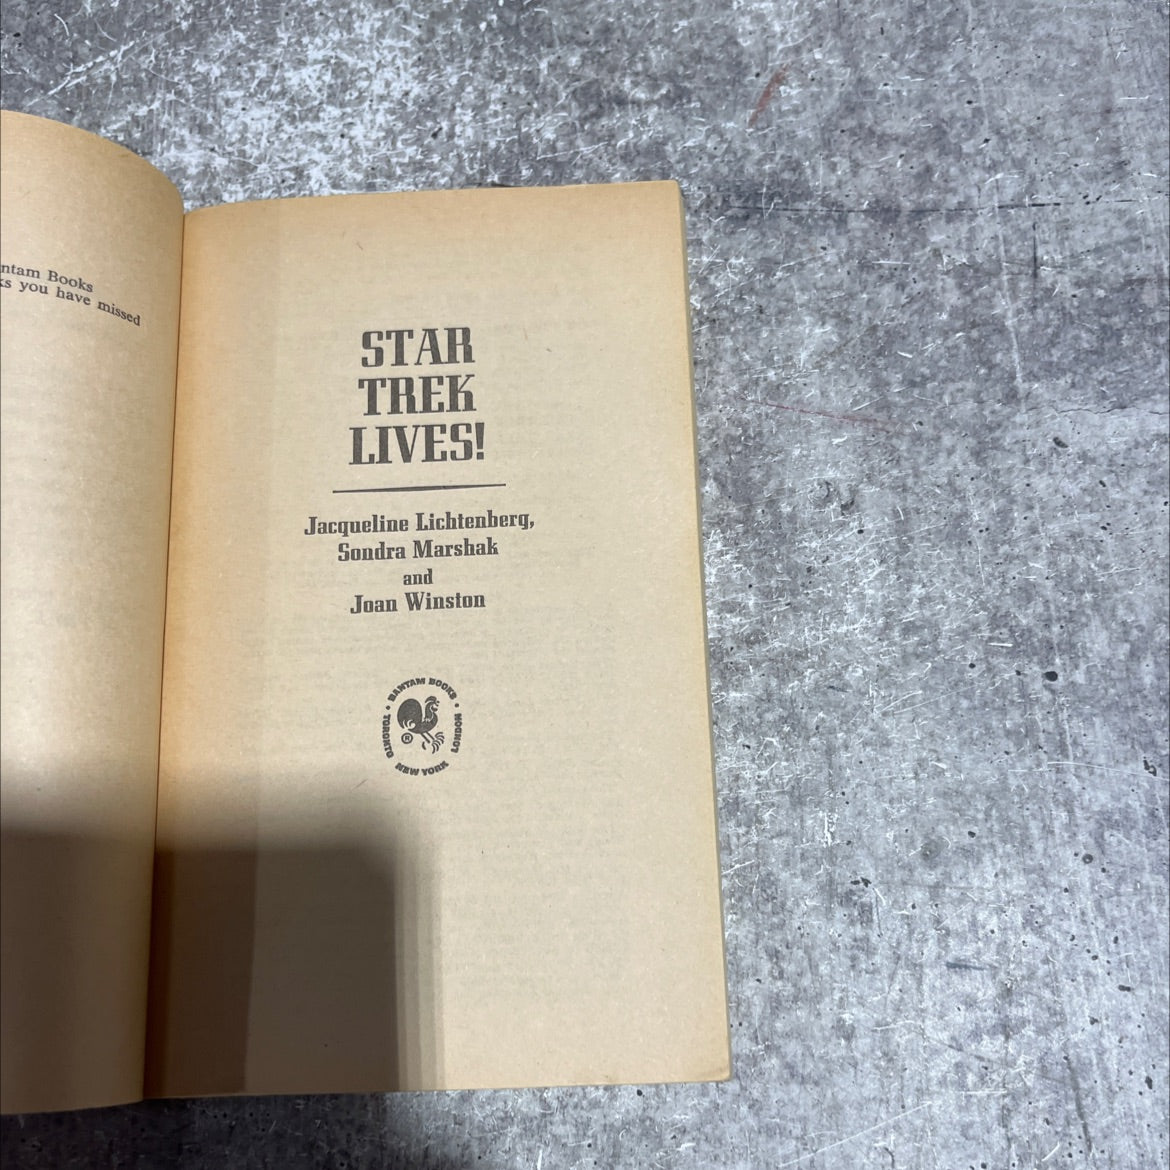 ntam Books
ks you have missed
STAR
TREK
LIVES!
Jacqueline Lichtenberg,
Sondra Marshak
and
Joan Winston
BANTAM BOOKS
TORONTO • NEW YORK • LONDON
®